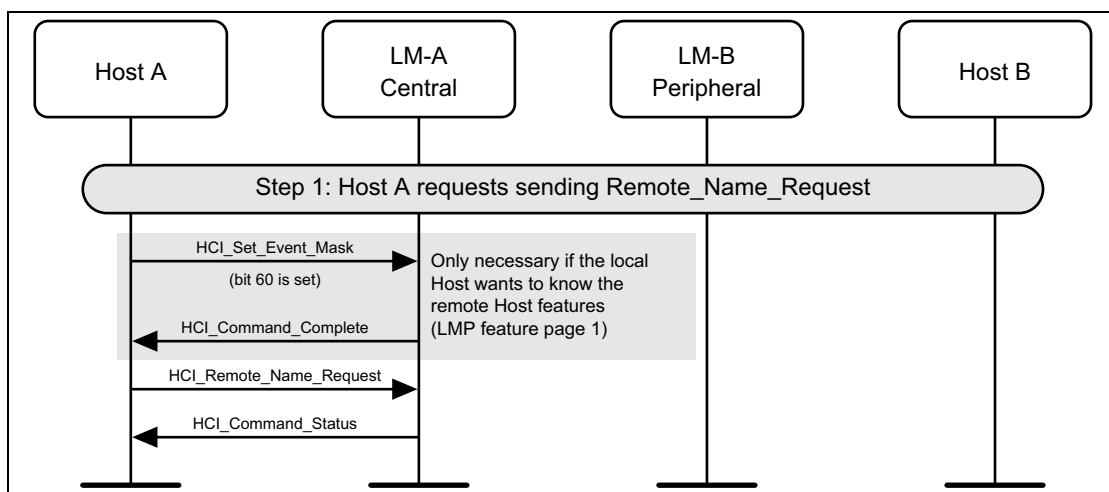 Host A
LM-A
Central
LM-B
Peripheral
Host B
Step 1: Host A requests sending Remote_Name_Request
HCI_Set_Event_Mask
(bit 60 is set)
Only necessary if the local
Host wants to know the
remote Host features
(LMP feature page 1)
HCI_Command_Complete
HCI_Remote_Name_Request
HCI_Command_Status